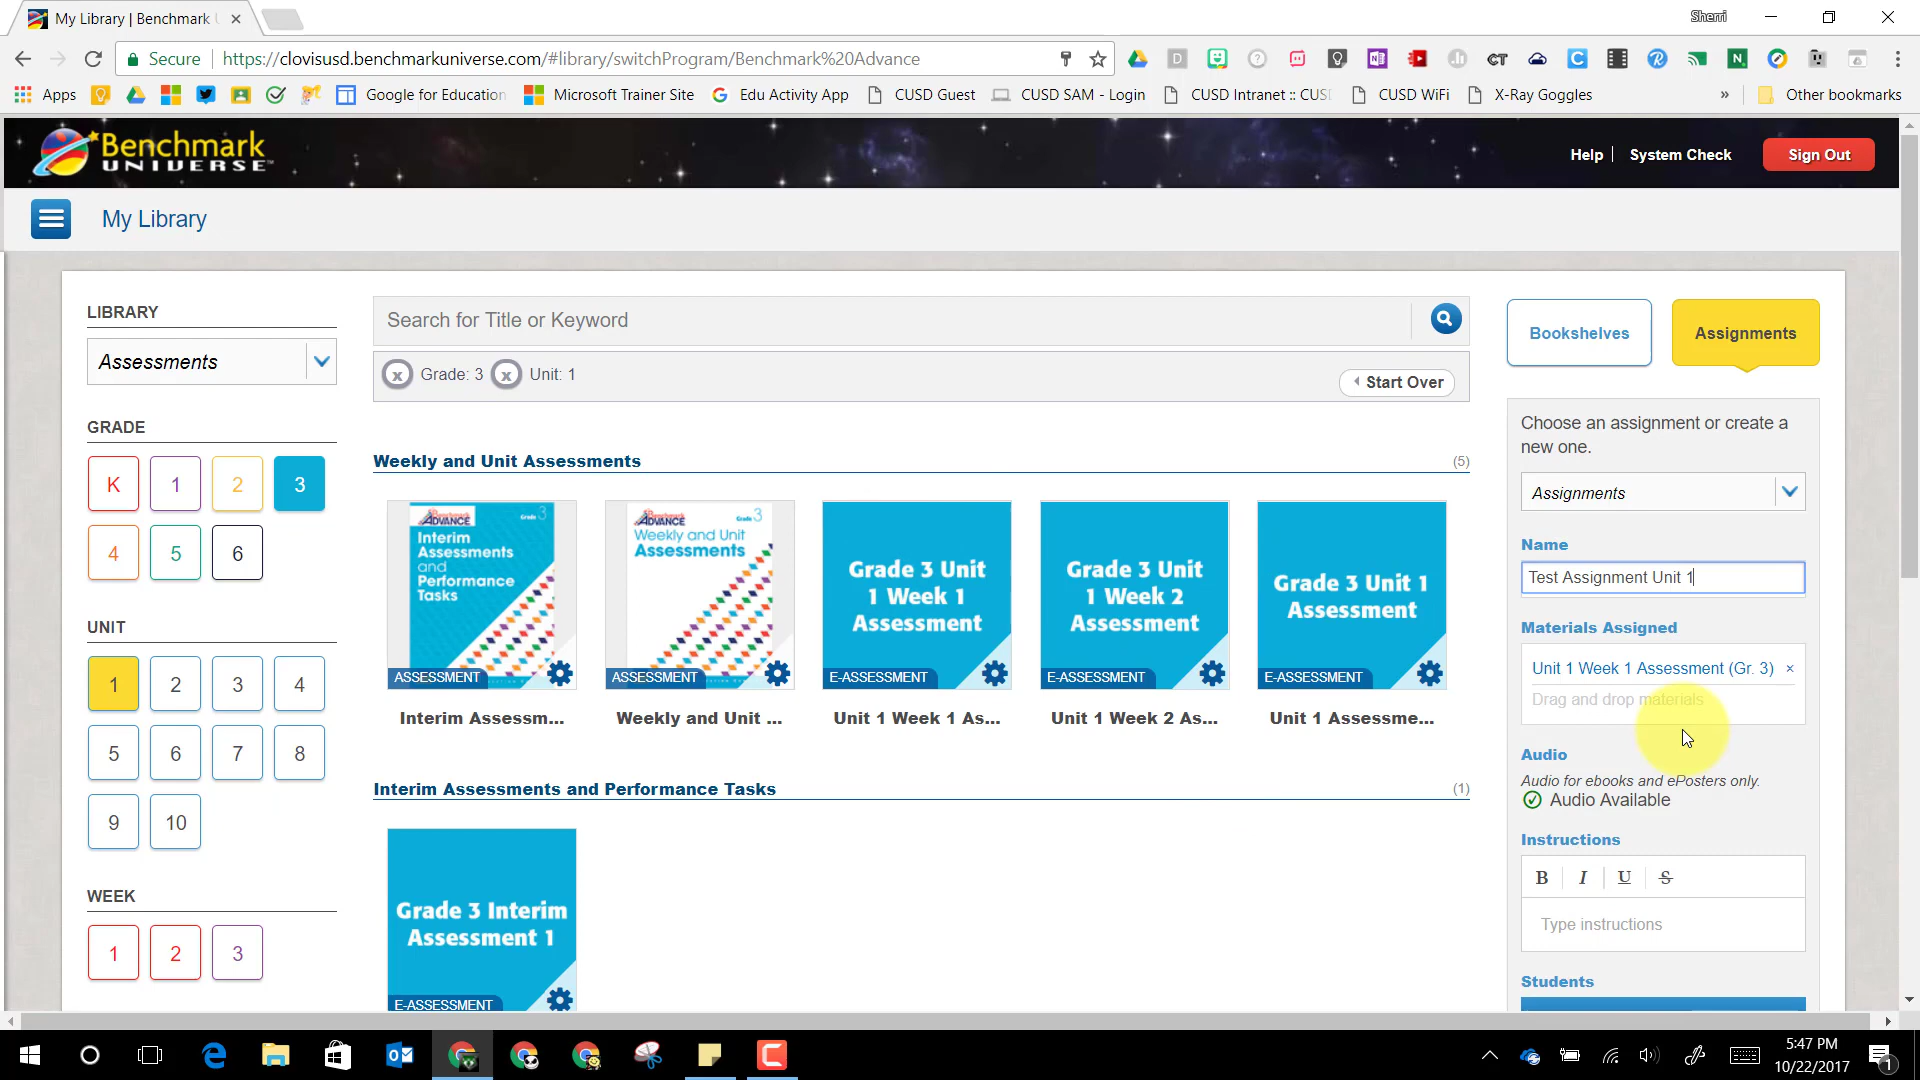 My Library | Benchmark U
Sherri
Secure
https://clovisusd.benchmarkuniverse.com/#library/switchProgram/Benchmark%20Advance
Apps
Google for Education
Microsoft Trainer Site
Edu Activity App
CUSD Guest
CUSD SAM - Login
CUSD Intranet :: CUS
CUSD WiFi
X-Ray Goggles
»
Other bookmarks
Benchmark
UNIVERSE
Help
System Check
Sign Out
My Library
LIBRARY
Assessments
GRADE
K 1 2 3
4 5 6
UNIT
1 2 3 4
5 6 7 8
9 10
WEEK
1 2 3
Search for Title or Keyword
x Grade: 3 x Unit: 1
Start Over
Weekly and Unit Assessments
(5)
Benchmark
ADVANCE
Grade 3
Interim
Assessments
and
Performance
Tasks
ASSESSMENT
Interim Assessm...
Benchmark
ADVANCE
Grade 3
Weekly and Unit
Assessments
ASSESSMENT
Weekly and Unit ...
Grade 3 Unit
1 Week 1
Assessment
E-ASSESSMENT
Unit 1 Week 1 As...
Grade 3 Unit
1 Week 2
Assessment
E-ASSESSMENT
Unit 1 Week 2 As...
Grade 3 Unit 1
Assessment
E-ASSESSMENT
Unit 1 Assessme...
Interim Assessments and Performance Tasks
(1)
Grade 3 Interim
Assessment 1
E-ASSESSMENT
Bookshelves
Assignments
Choose an assignment or create a
new one.
Assignments
Name
Test Assignment Unit 1
Materials Assigned
Unit 1 Week 1 Assessment (Gr. 3) ×
Drag and drop materials
Audio
Audio for ebooks and ePosters only.
Audio Available
Instructions
B I U S
Type instructions
Students
5:47 PM
10/22/2017
1